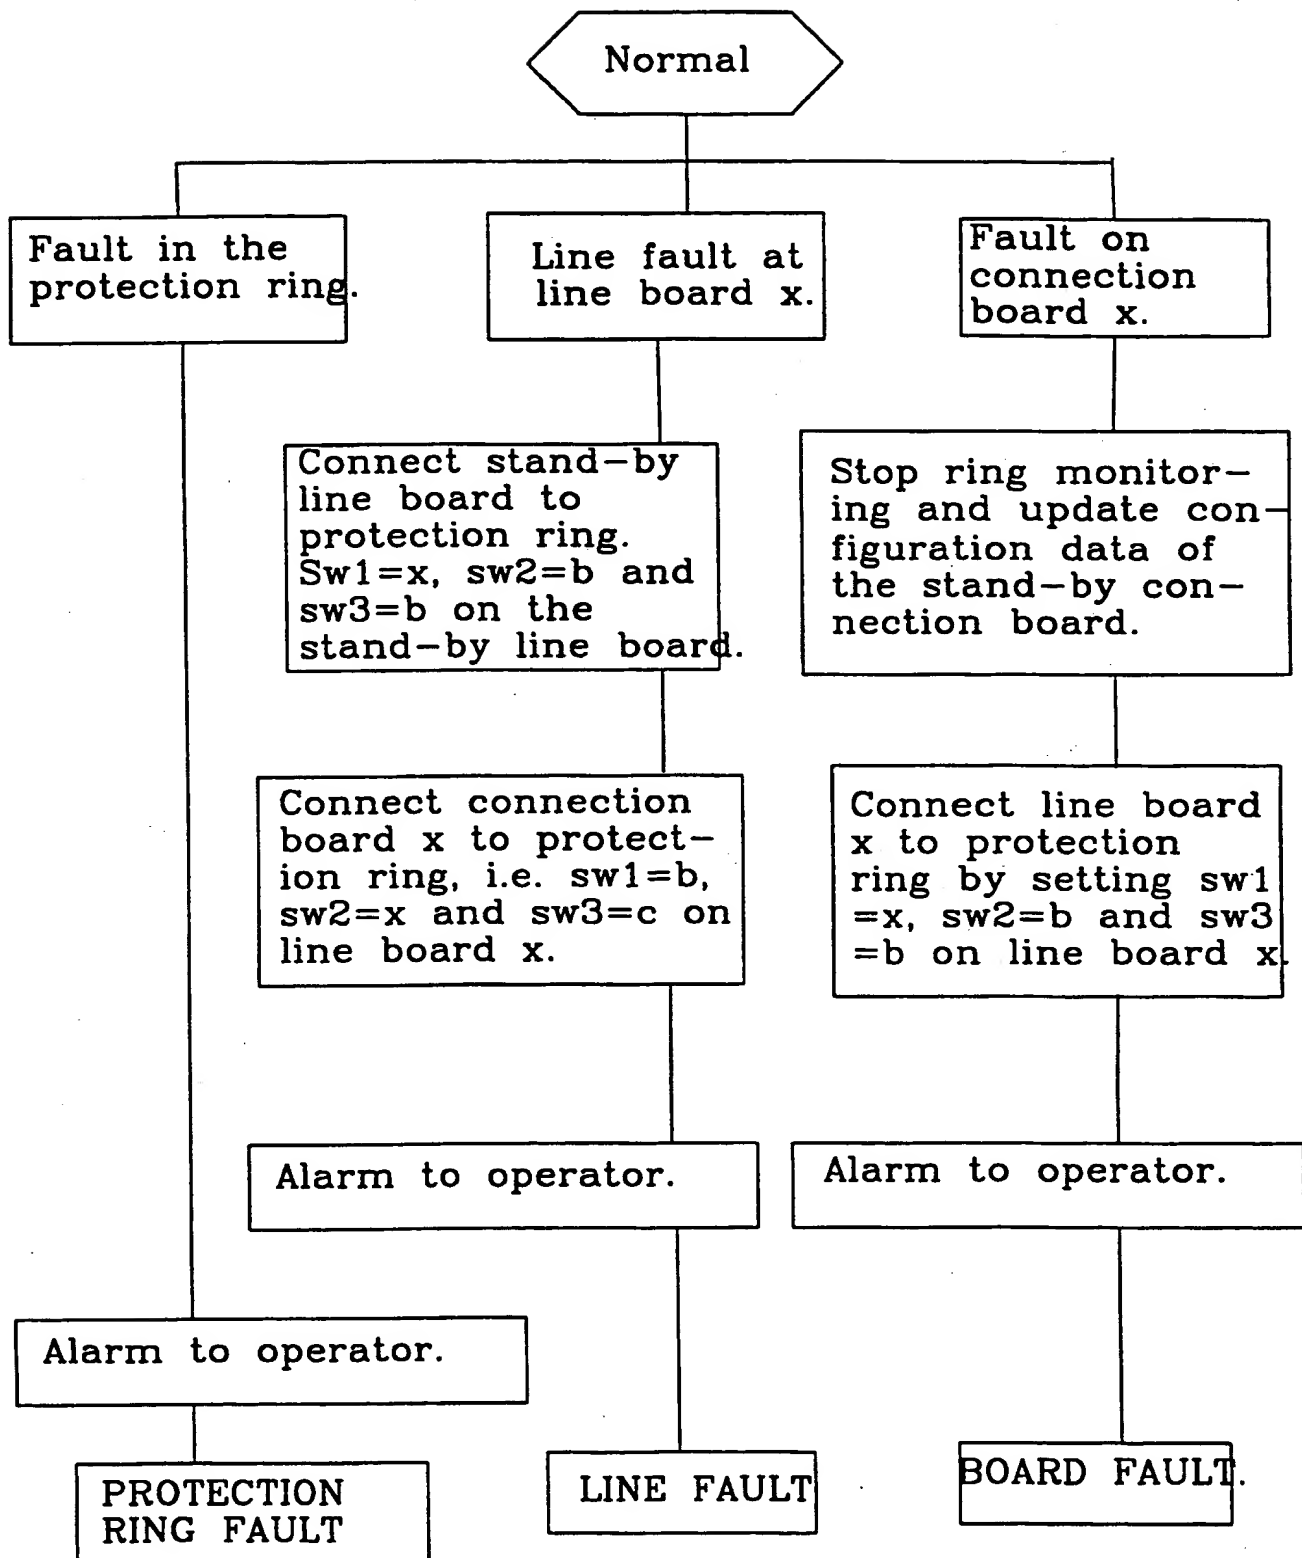 Normal
Fault in the
protection ring.
Line fault at
line board x.
Fault on
connection
board x.
Connect stand-by
line board to
protection ring.
Sw1=x, sw2=b and
sw3=b on the
stand-by line board.
Stop ring monitor-
ing and update con-
figuration data of
the stand-by con-
nection board.
Connect connection
board x to protect-
ion ring, i.e. sw1=b,
sw2=x and sw3=c on
line board x.
Connect line board
x to protection
ring by setting sw1
=x, sw2=b and sw3
=b on line board x.
Alarm to operator.
Alarm to operator.
Alarm to operator.
PROTECTION
RING FAULT
LINE FAULT
BOARD FAULT.